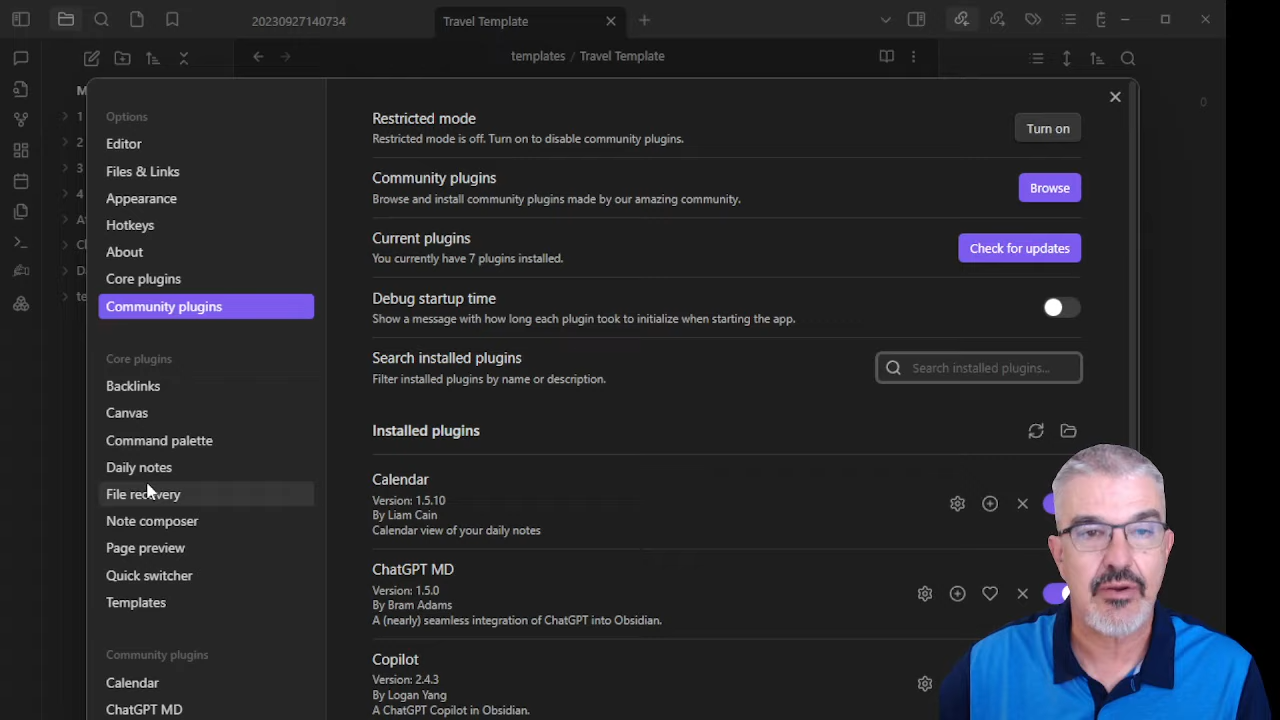 20230927140734
Travel Template
templates / Travel Template
M
1
2
3
4
Cl
te
0
Options
Editor
Files & Links
Appearance
Hotkeys
About
Core plugins
Community plugins
Core plugins
Backlinks
Canvas
Command palette
Daily notes
File recovery
Note composer
Page preview
Quick switcher
Templates
Community plugins
Calendar
ChatGPT MD
Restricted mode
Restricted mode is off. Turn on to disable community plugins.
Turn on
Community plugins
Browse and install community plugins made by our amazing community.
Browse
Current plugins
You currently have 7 plugins installed.
Check for updates
Debug startup time
Show a message with how long each plugin took to initialize when starting the app.
Search installed plugins
Filter installed plugins by name or description.
Search installed plugins...
Installed plugins
Calendar
Version: 1.5.10
By Liam Cain
Calendar view of your daily notes
ChatGPT MD
Version: 1.5.0
By Bram Adams
A (nearly) seamless integration of ChatGPT into Obsidian.
Copilot
Version: 2.4.3
By Logan Yang
A ChatGPT Copilot in Obsidian.